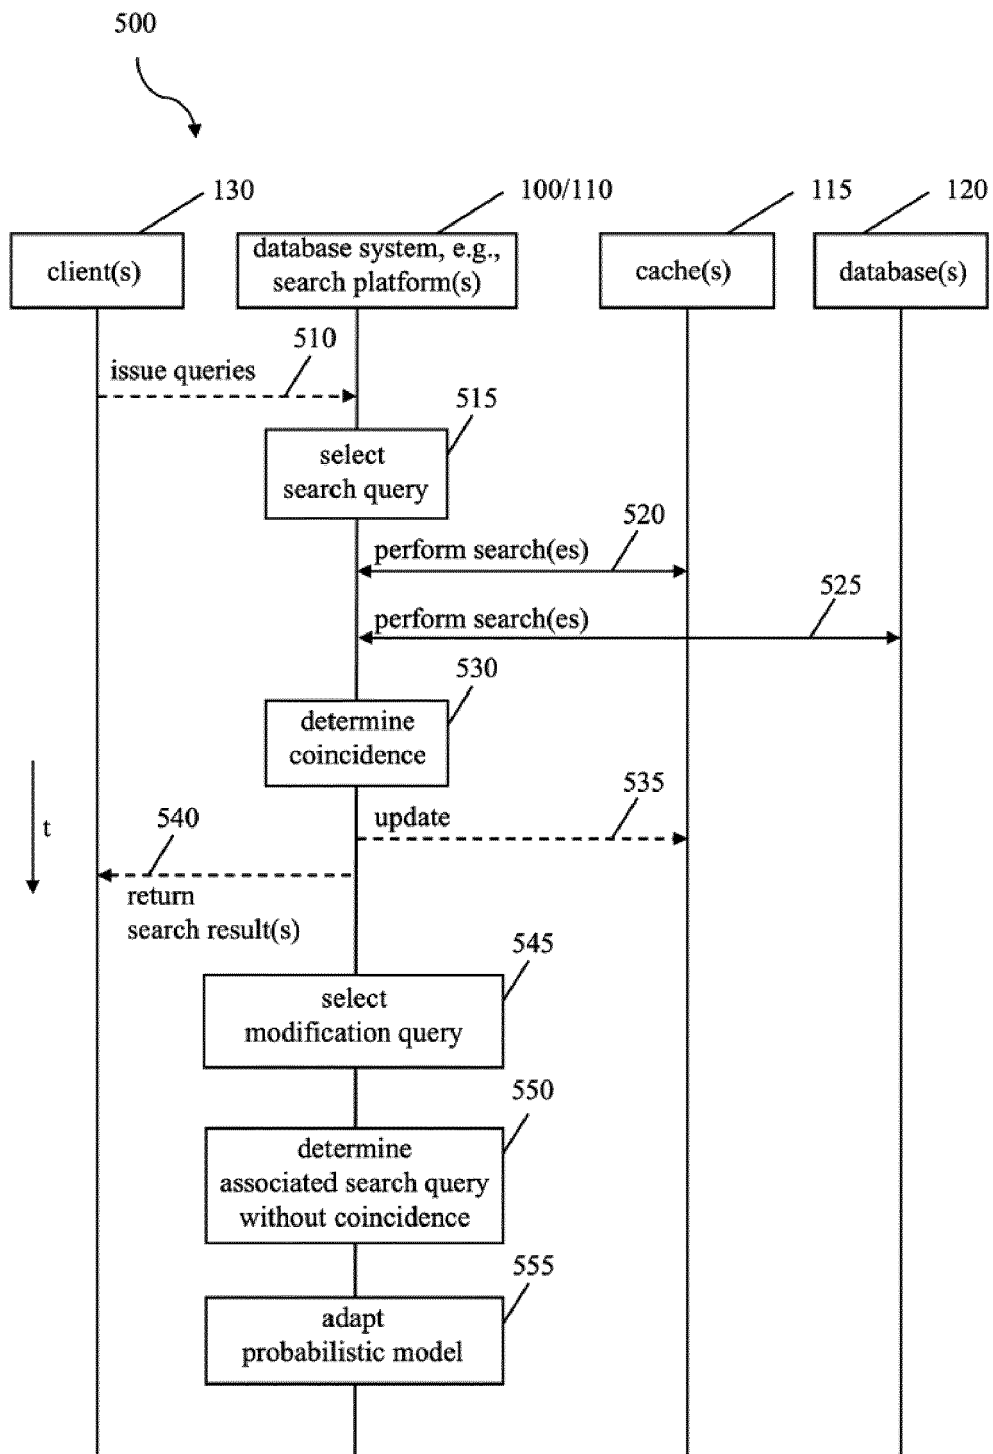 500
130
100/110
115
120
client(s)
database system, e.g.,
search platform(s)
cache(s)
database(s)
510
issue queries
515
select
search query
520
perform search(es)
525
perform search(es)
530
determine
coincidence
535
update
t
540
return
search result(s)
545
select
modification query
550
determine
associated search query
without coincidence
555
adapt
probabilistic model